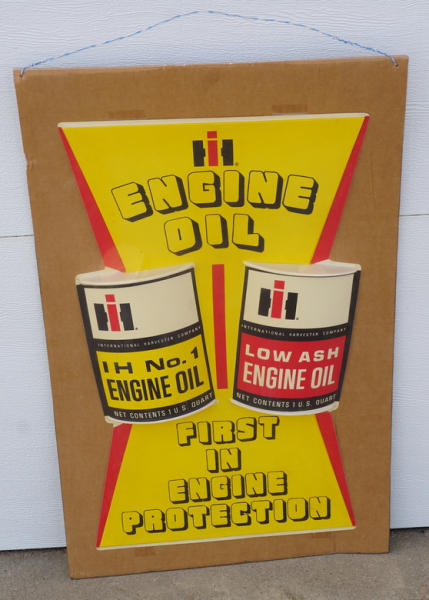 IH
ENGINE
OIL
IH
INTERNATIONAL HARVESTER COMPANY
IH No. 1
ENGINE OIL
NET CONTENTS 1 U.S. QUART
IH
INTERNATIONAL HARVESTER COMPANY
LOW ASH
ENGINE OIL
NET CONTENTS 1 U.S. QUART
FIRST
IN
ENGINE
PROTECTION